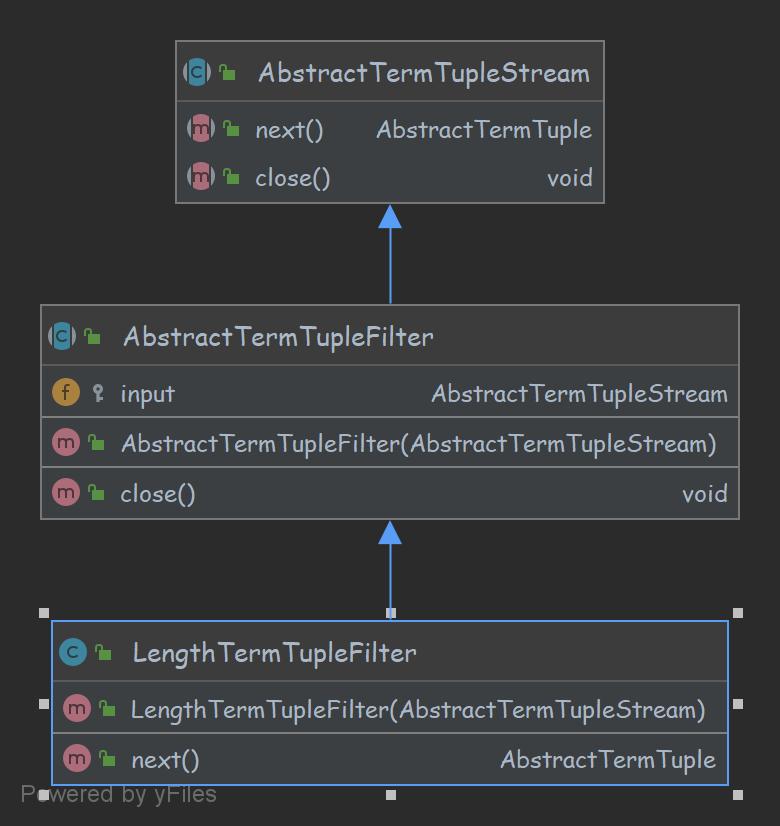 AbstractTermTupleStream
next() AbstractTermTuple
close() void
AbstractTermTupleFilter
input AbstractTermTupleStream
AbstractTermTupleFilter(AbstractTermTupleStream)
close() void
LengthTermTupleFilter
LengthTermTupleFilter(AbstractTermTupleStream)
next() AbstractTermTuple
Powered by yFiles